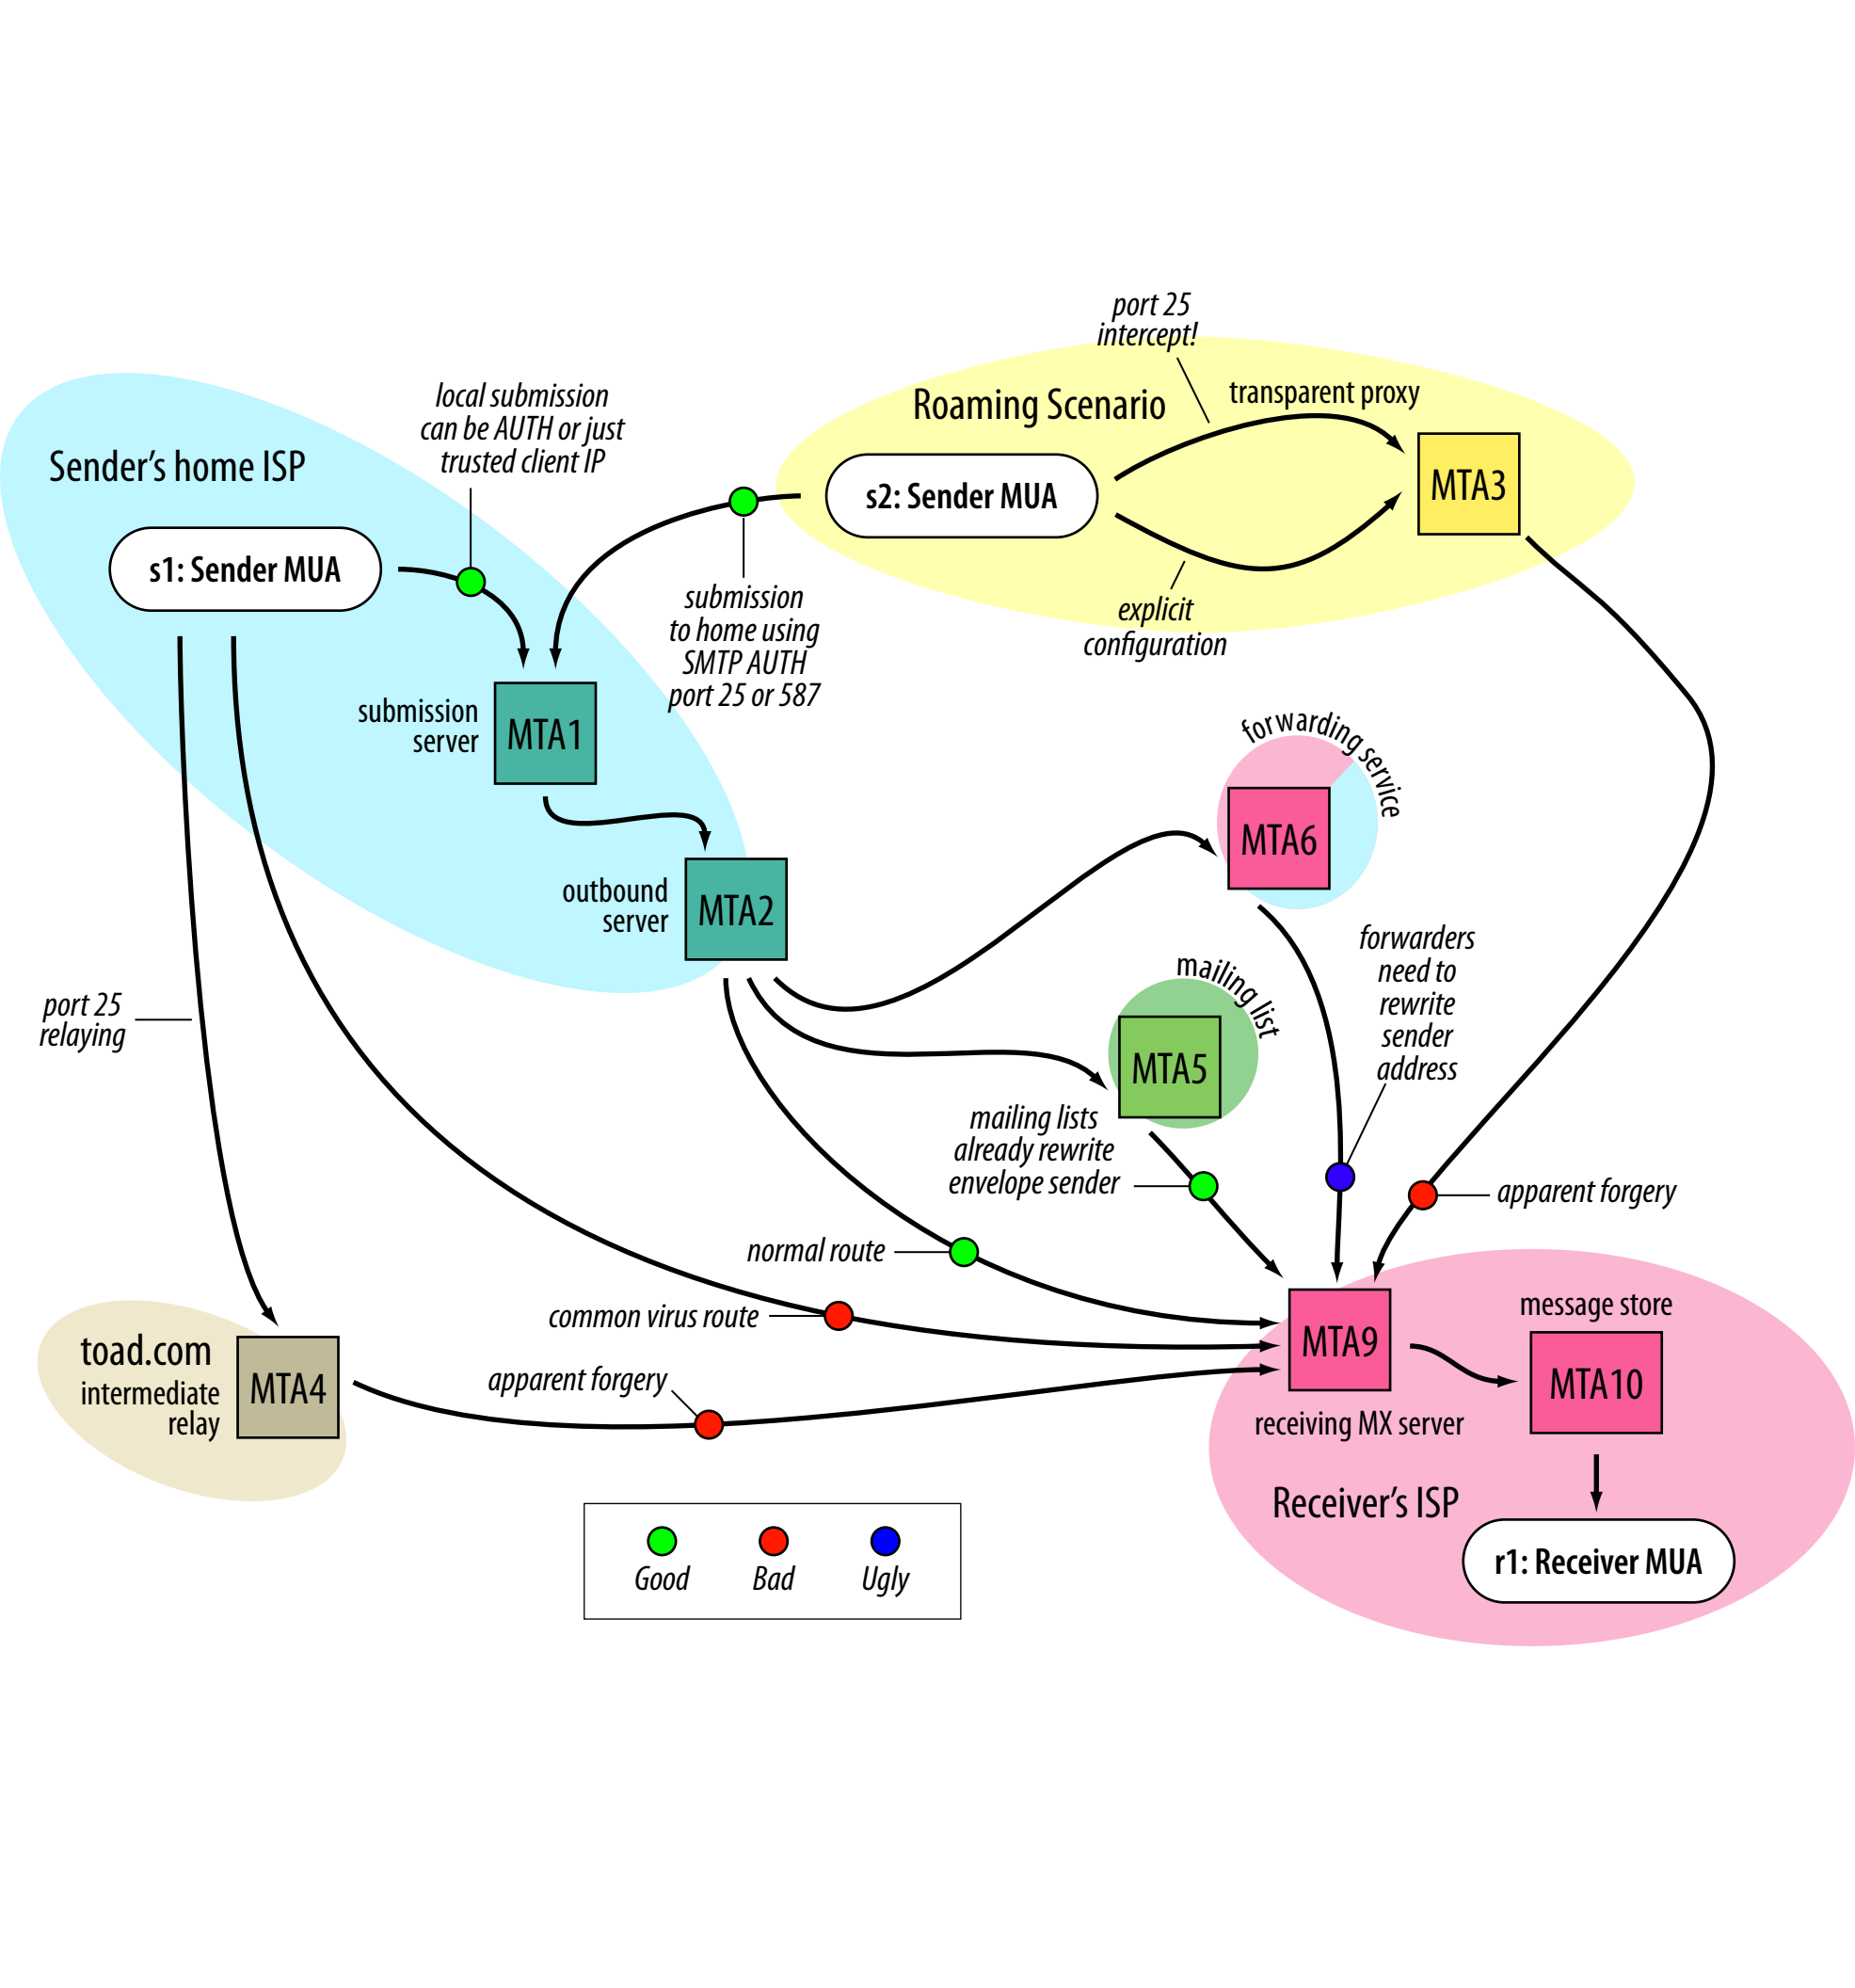 port 25
intercept!
Roaming Scenario
transparent proxy
s2: Sender MUA
MTA3
explicit
configuration
local submission
can be AUTH or just
trusted client IP
Sender’s home ISP
s1: Sender MUA
submission
to home using
SMTP AUTH
port 25 or 587
submission
server
MTA1
outbound
server
MTA2
forwarding service
MTA6
forwarders
need to
rewrite
sender
address
mailing list
MTA5
mailing lists
already rewrite
envelope sender
port 25
relaying
apparent forgery
normal route
common virus route
apparent forgery
toad.com
intermediate
relay
MTA4
MTA9
receiving MX server
message store
MTA10
Receiver’s ISP
r1: Receiver MUA
Good
Bad
Ugly